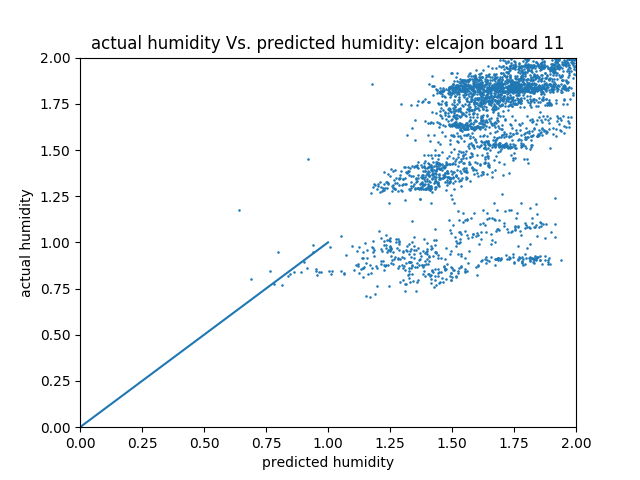 actual humidity Vs. predicted humidity: elcajon board 11
2.00
1.75
1.50
1.25
1.00
0.75
0.50
0.25
0.00
actual humidity
0.00 0.25 0.50 0.75 1.00 1.25 1.50 1.75 2.00
predicted humidity